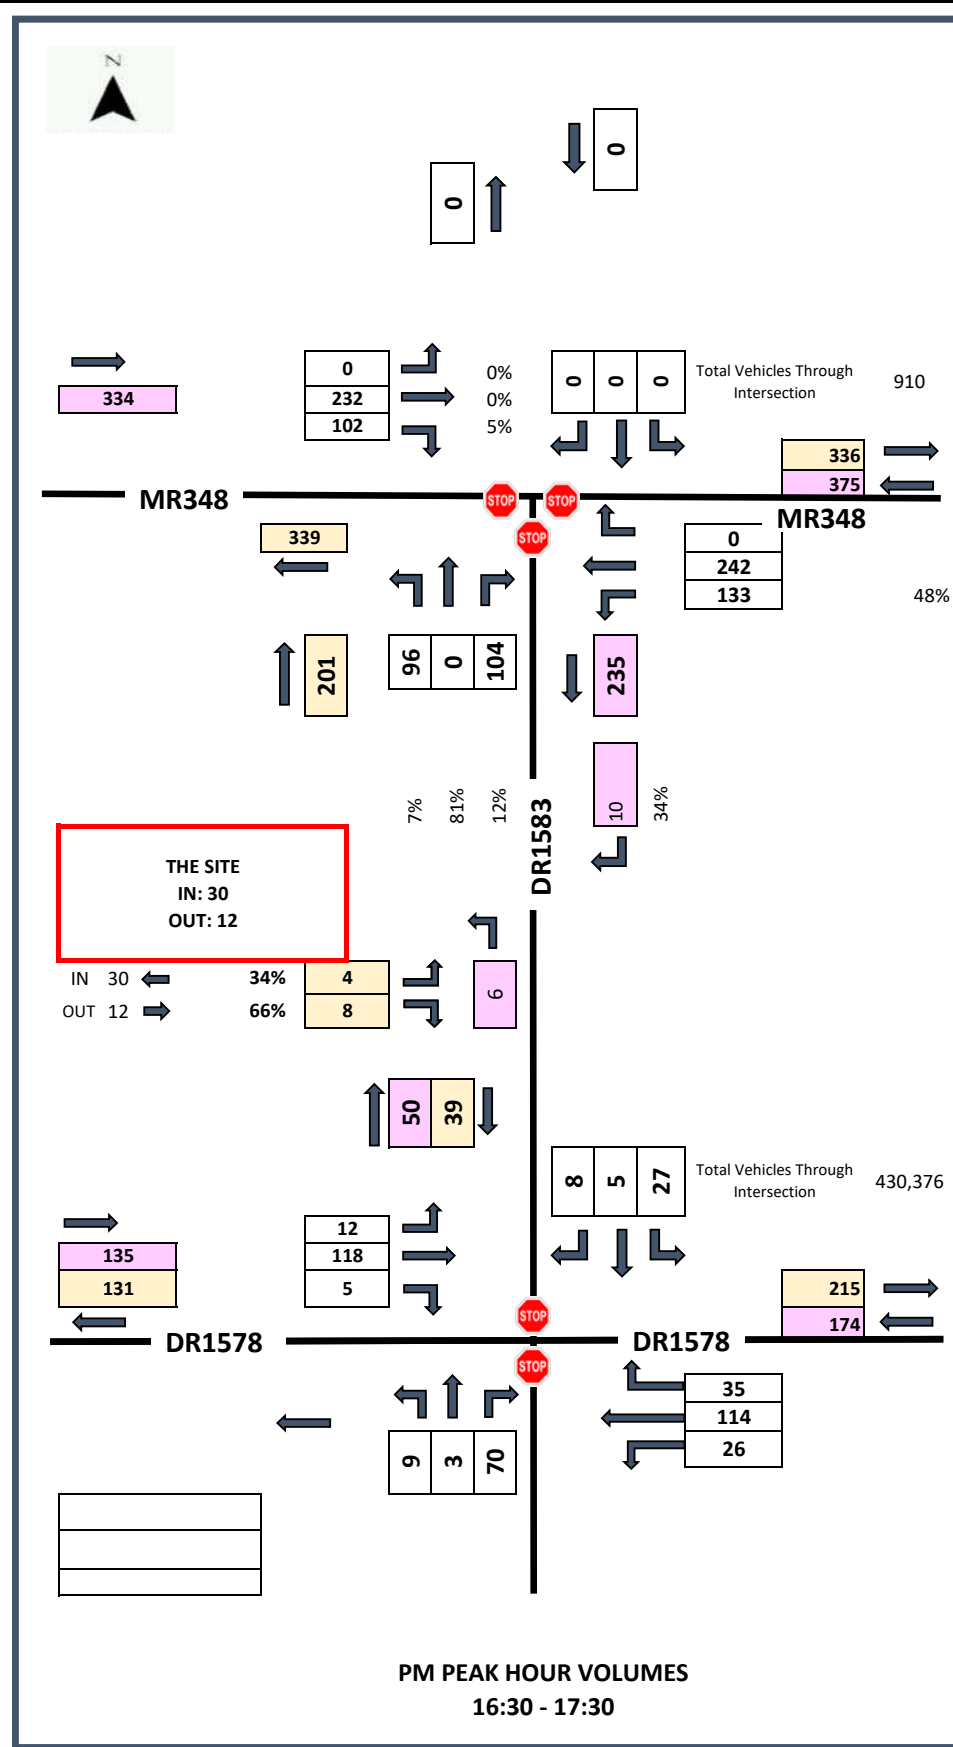 N
0
0
334
0
232
102
0%
0%
5%
0 0 0
Total Vehicles Through
Intersection
910
336
375
MR348
STOP
STOP
STOP
MR348
339
0
242
133
48%
201
96 0 104
235
7% 81% 12%
DR1583
10
34%
THE SITE
IN: 30
OUT: 12
IN 30
34%
4
OUT 12
66%
8
6
50 39
8 5 27
Total Vehicles Through
Intersection
430,376
135
131
12
118
5
215
174
DR1578
STOP
STOP
DR1578
9 3 70
35
114
26
PM PEAK HOUR VOLUMES
16:30 - 17:30